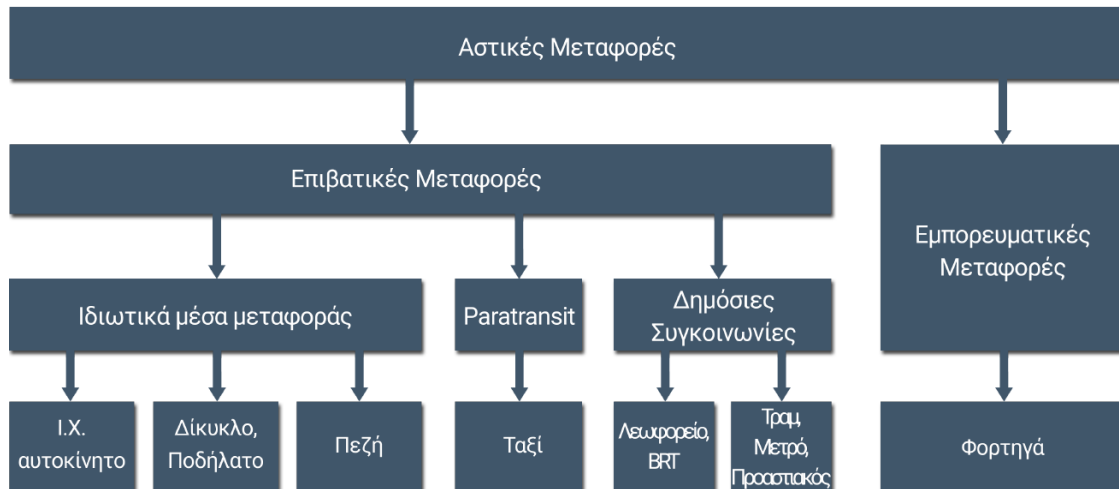 Αστικές Μεταφορές
Επιβατικές Μεταφορές
Εμπορευματικές
Μεταφορές
Ιδιωτικά μέσα μεταφοράς
Paratransit
Δημόσιες
Συγκοινωνίες
Ι.Χ.
αυτοκίνητο
Δίκυκλο,
Ποδήλατο
Πεζή
Ταξί
Λεωφορείο,
BRT
Τραμ,
Μετρό,
Προαστιακός
Φορτηγά